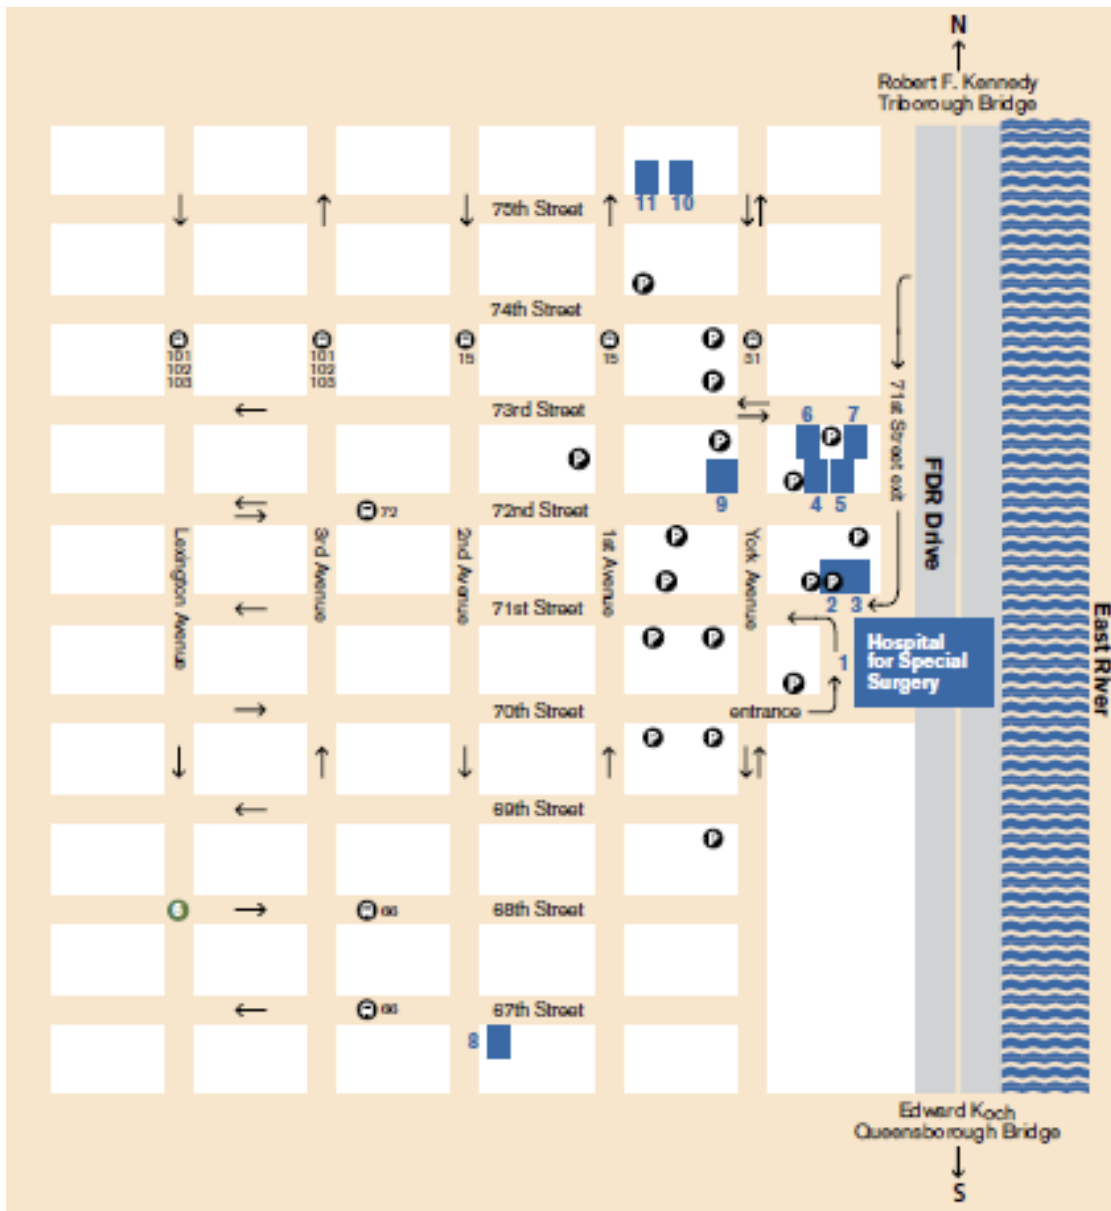 N
Robert F. Kennedy
Triborough Bridge
11 10
75th Street
P
74th Street
P
101
102
103
101
102
103
15
15
31
P
73rd Street
6 7
P
P
P
P
9
4 5
72
72nd Street
71st Street exit
FDR Drive
Lexington Avenue
3rd Avenue
2nd Avenue
1st Avenue
York Avenue
P
P
P
P
P
71st Street
2 3
P
P
1
Hospital
for Special
Surgery
P
70th Street
entrance
East River
P
P
69th Street
P
6
66
68th Street
66
67th Street
8
Edward Koch
Queensborough Bridge
S